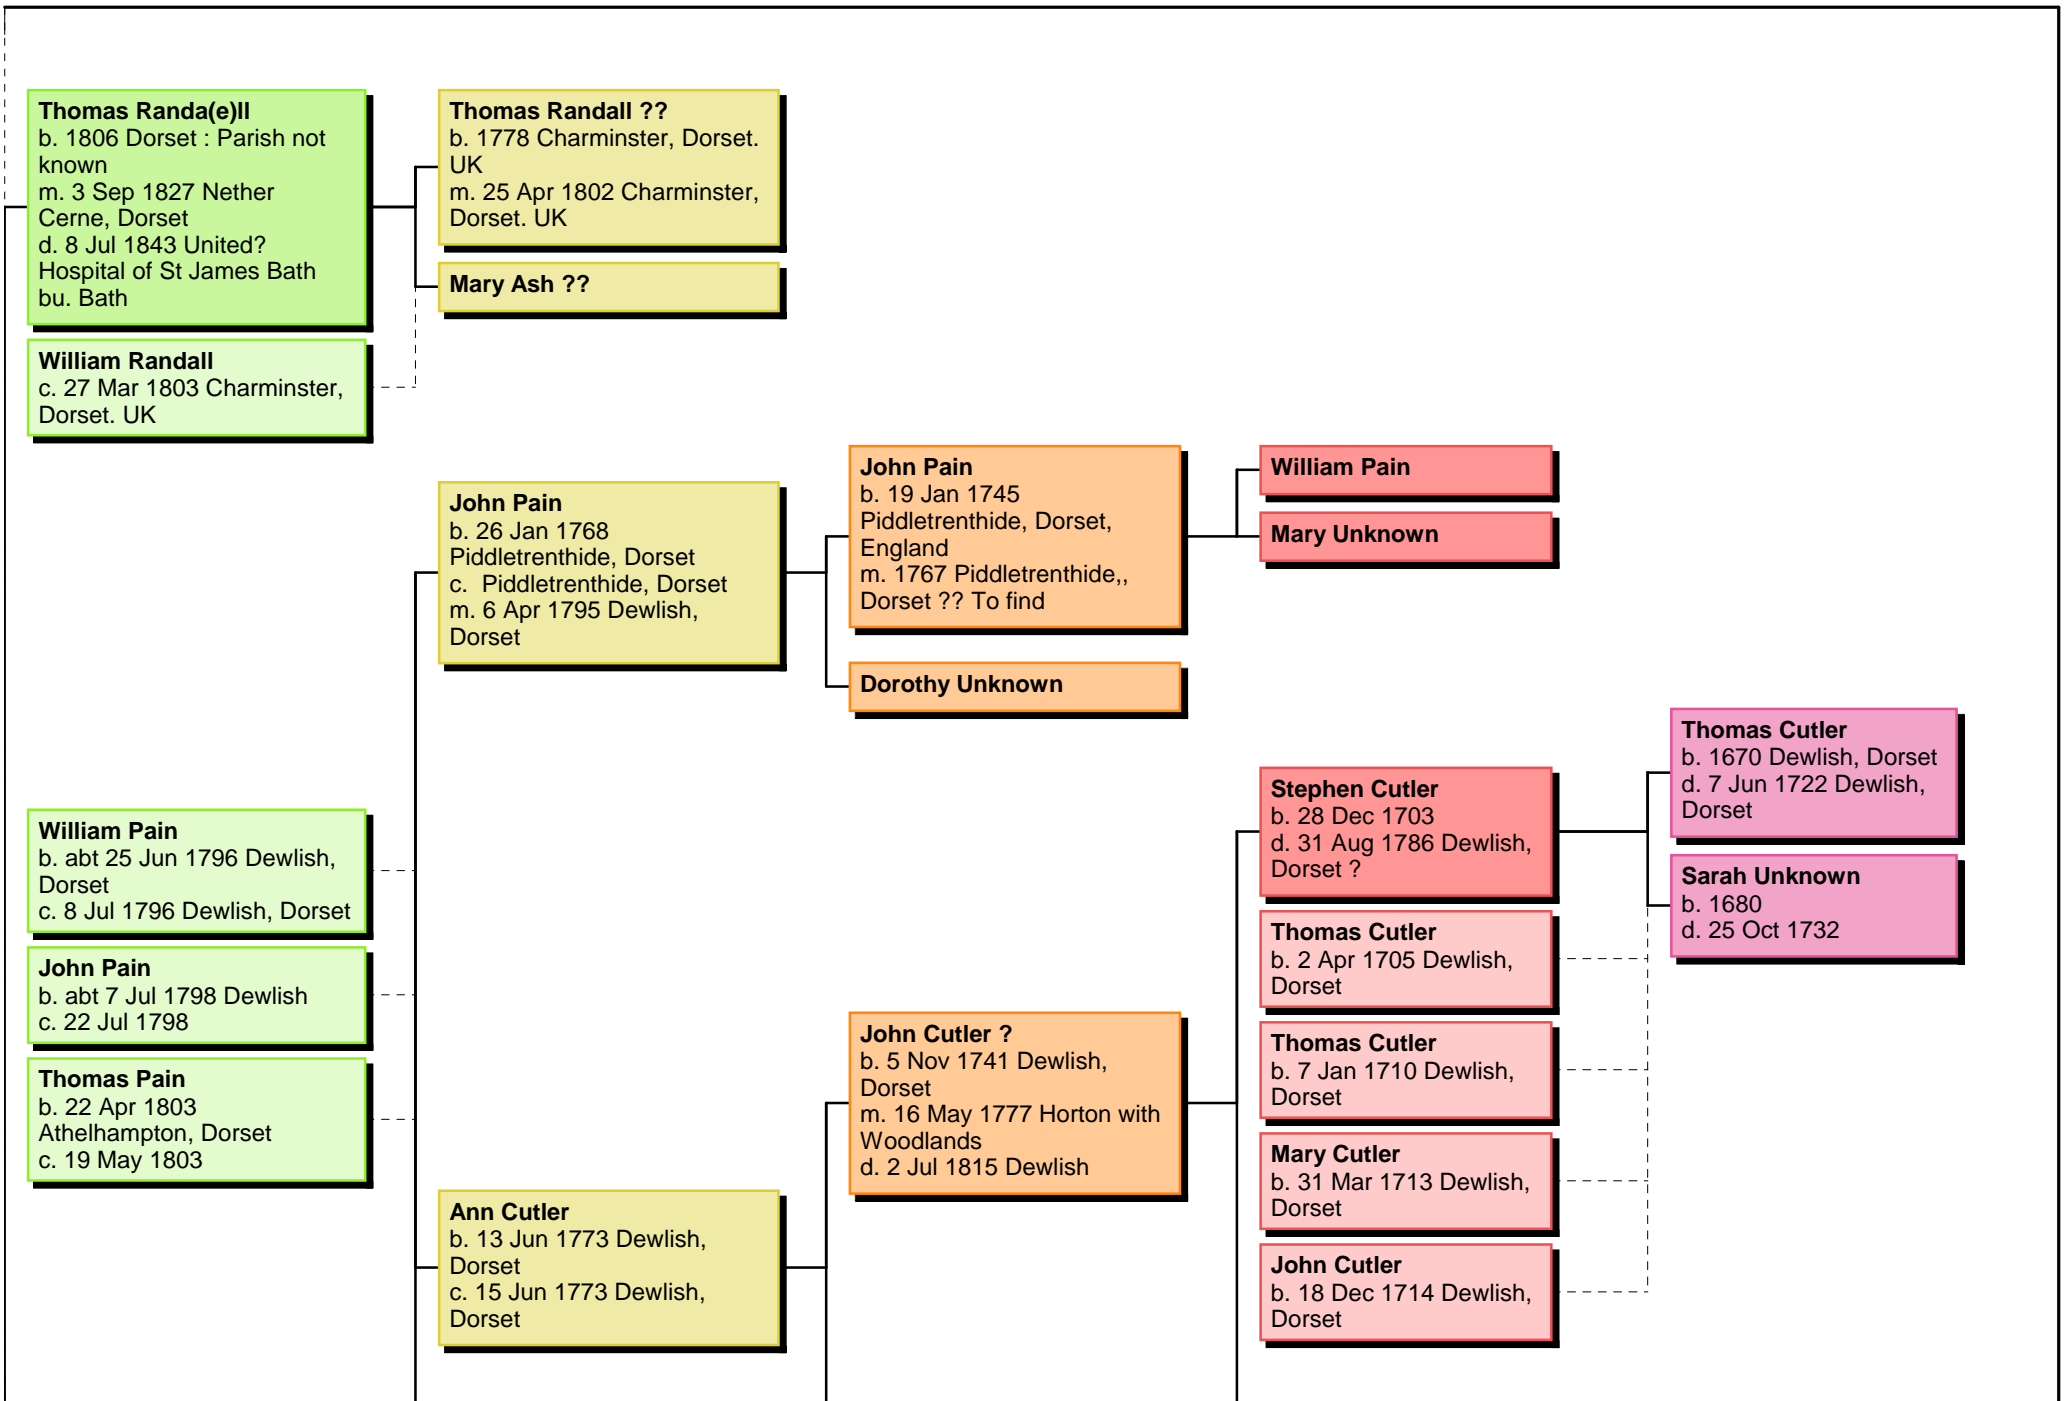 Thomas Randa(e)ll
b. 1806 Dorset : Parish not
known
m. 3 Sep 1827 Nether
Cerne, Dorset
d. 8 Jul 1843 United?
Hospital of St James Bath
bu. Bath
William Randall
c. 27 Mar 1803 Charminster,
Dorset. UK
Thomas Randall ??
b. 1778 Charminster, Dorset.
UK
m. 25 Apr 1802 Charminster,
Dorset. UK
Mary Ash ??
John Pain
b. 26 Jan 1768
Piddletrenthide, Dorset
c.  Piddletrenthide, Dorset
m. 6 Apr 1795 Dewlish,
Dorset
John Pain
b. 19 Jan 1745
Piddletrenthide, Dorset,
England
m. 1767 Piddletrenthide,,
Dorset ?? To find
Dorothy Unknown
William Pain
Mary Unknown
William Pain
b. abt 25 Jun 1796 Dewlish,
Dorset
c. 8 Jul 1796 Dewlish, Dorset
John Pain
b. abt 7 Jul 1798 Dewlish
c. 22 Jul 1798
Thomas Pain
b. 22 Apr 1803
Athelhampton, Dorset
c. 19 May 1803
Ann Cutler
b. 13 Jun 1773 Dewlish,
Dorset
c. 15 Jun 1773 Dewlish,
Dorset
John Cutler ?
b. 5 Nov 1741 Dewlish,
Dorset
m. 16 May 1777 Horton with
Woodlands
d. 2 Jul 1815 Dewlish
Stephen Cutler
b. 28 Dec 1703
d. 31 Aug 1786 Dewlish,
Dorset ?
Thomas Cutler
b. 2 Apr 1705 Dewlish,
Dorset
Thomas Cutler
b. 7 Jan 1710 Dewlish,
Dorset
Mary Cutler
b. 31 Mar 1713 Dewlish,
Dorset
John Cutler
b. 18 Dec 1714 Dewlish,
Dorset
Thomas Cutler
b. 1670 Dewlish, Dorset
d. 7 Jun 1722 Dewlish,
Dorset
Sarah Unknown
b. 1680
d. 25 Oct 1732